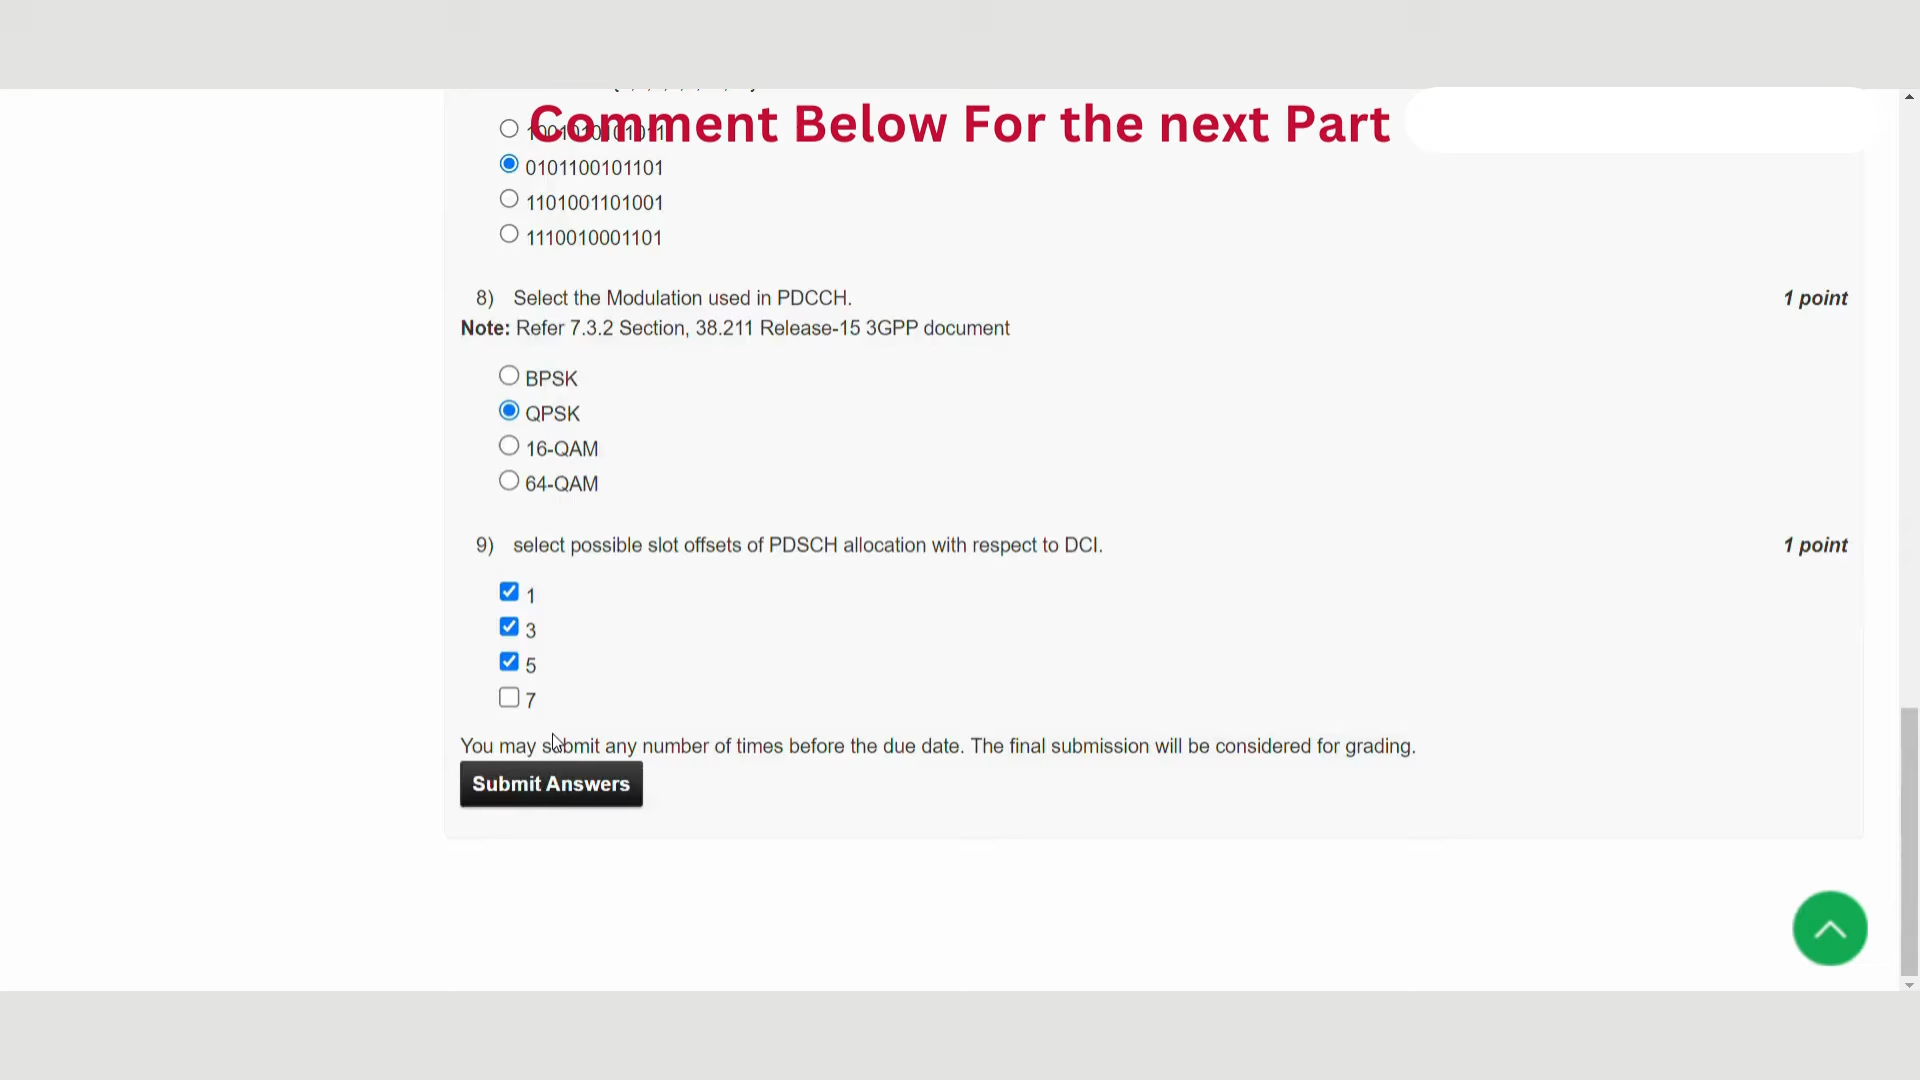 Comment Below For the next Part
0101100101101
1101001101001
1110010001101
8) Select the Modulation used in PDCCH.
1 point
Note: Refer 7.3.2 Section, 38.211 Release-15 3GPP document
BPSK
QPSK
16-QAM
64-QAM
9) select possible slot offsets of PDSCH allocation with respect to DCI.
1 point
1
3
5
7
You may submit any number of times before the due date. The final submission will be considered for grading.
Submit Answers